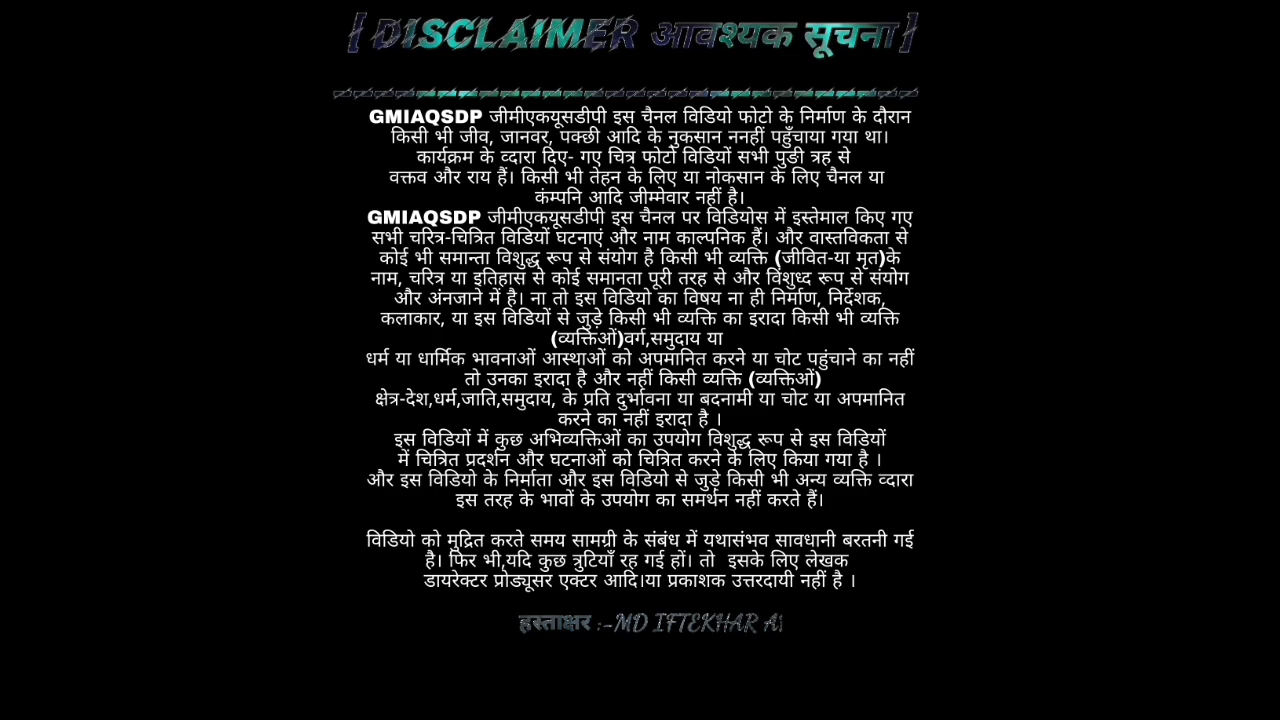 [ DISCLAIMER आवश्यक सूचना ]
GMIAQSDP जीमीएकयूसडीपी इस चैनल विडियो फोटो के निर्माण के दौरान
किसी भी जीव, जानवर, पक्छी आदि के नुकसान ननहीं पहुँचाया गया था।
कार्यक्रम के व्दारा दिए- गए चित्र फोटो विडियों सभी पुङी त्रह से
वक्तव और राय हैं। किसी भी तेहन के लिए या नोकसान के लिए चैनल या
कंम्पनि आदि जीम्मेवार नहीं है।
GMIAQSDP जीमीएकयूसडीपी इस चैनल पर विडियोस में इस्तेमाल किए गए
सभी चरित्र-चित्रित विडियों घटनाएं और नाम काल्पनिक हैं। और वास्तविकता से
कोई भी समान्ता विशुद्ध रूप से संयोग है किसी भी व्यक्ति (जीवित-या मृत)के
नाम, चरित्र या इतिहास से कोई समानता पूरी तरह से और विंशुध्द रूप से संयोग
और अंनजाने में है। ना तो इस विडियो का विषय ना ही निर्माण, निर्देशक,
कलाकार, या इस विडियों से जुड़े किसी भी व्यक्ति का इरादा किसी भी व्यक्ति
(व्यक्तिओं)वर्ग,समुदाय या
धर्म या धार्मिक भावनाओं आस्थाओं को अपमानित करने या चोट पहुंचाने का नहीं
तो उनका इरादा है और नहीं किसी व्यक्ति (व्यक्तिओं)
क्षेत्र-देश,धर्म,जाति,समुदाय, के प्रति दुर्भावना या बदनामी या चोट या अपमानित
करने का नहीं इरादा है ।
इस विडियों में कुछ अभिव्यक्तिओं का उपयोग विशुद्ध रूप से इस विडियों
में चित्रित प्रदर्शन और घटनाओं को चित्रित करने के लिए किया गया है ।
और इस विडियो के निर्माता और इस विडियो से जुड़े किसी भी अन्य व्यक्ति व्दारा
इस तरह के भावों के उपयोग का समर्थन नहीं करते हैं।
विडियो को मुद्रित करते समय सामग्री के संबंध में यथासंभव सावधानी बरतनी गई
है। फिर भी,यदि कुछ त्रुटियाँ रह गई हों। तो इसके लिए लेखक
डायरेक्टर प्रोड्यूसर एक्टर आदि।या प्रकाशक उत्तरदायी नहीं है ।
हस्ताक्षर :-MD IFTEKHAR